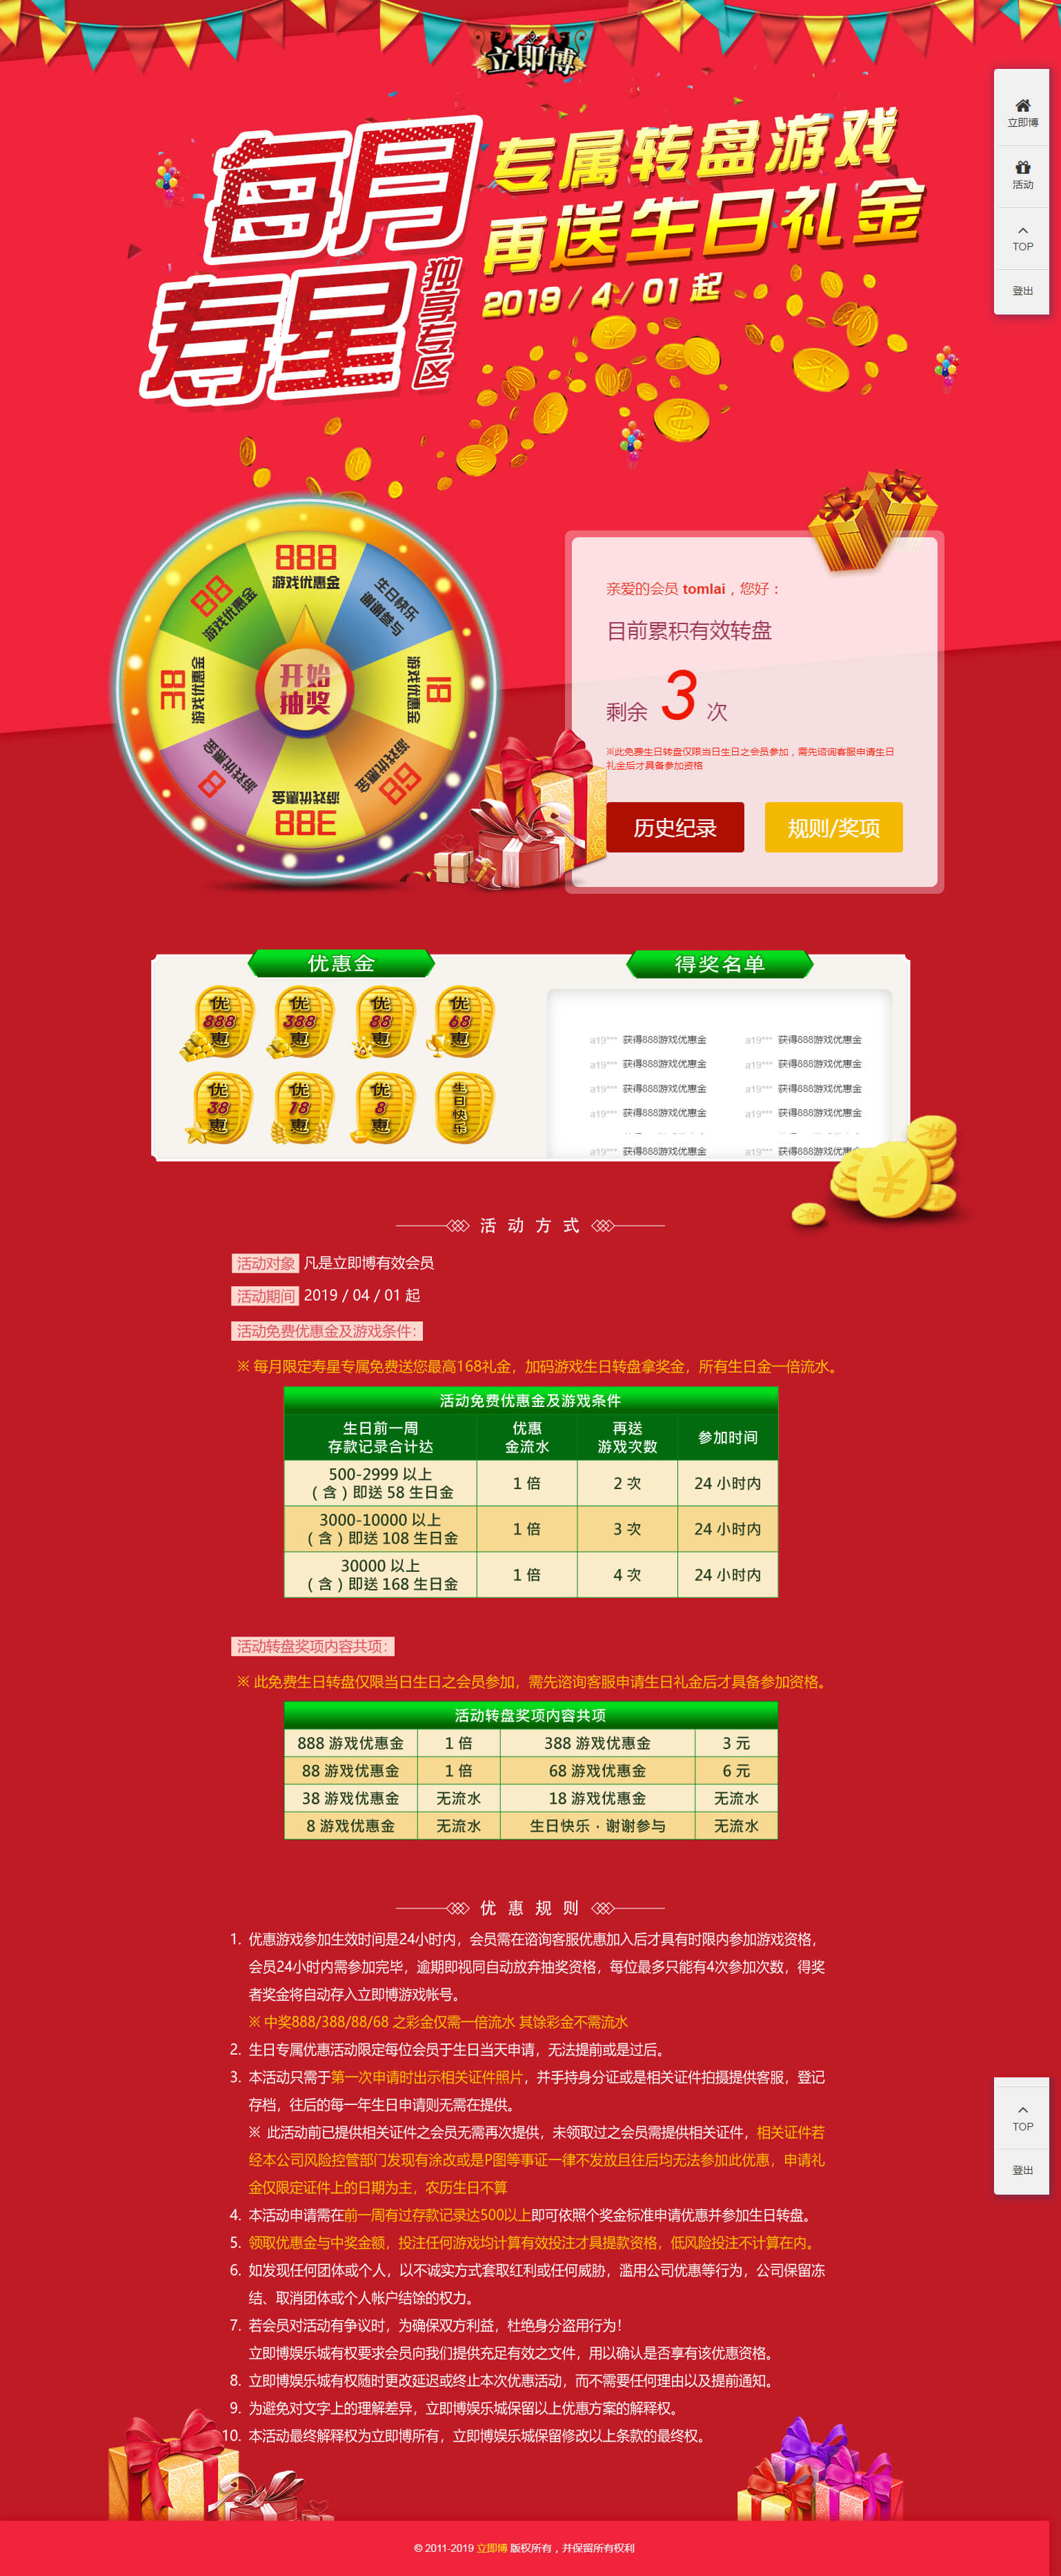 立即博
每月
寿星
独享专区
专属转盘游戏
再送生日礼金
2019 / 4 / 01 起
立即博
活动
TOP
登出
888
游戏优惠金
生日快乐
谢谢参与
18
游戏优惠金
68
游戏优惠金
388
游戏优惠金
8
游戏优惠金
38
游戏优惠金
88
游戏优惠金
开始
抽奖
亲爱的会员 tomlai，您好：
目前累积有效转盘
剩余 3 次
※此免费生日转盘仅限当日生日之会员参加，需先谘询客服申请生日
礼金后才具备参加资格
历史纪录
规则/奖项
优惠金
优 888 惠
优 388 惠
优 88 惠
优 68 惠
优 38 惠
优 18 惠
优 8 惠
生日快乐
得奖名单
a19*** 获得888游戏优惠金 a19*** 获得888游戏优惠金
a19*** 获得888游戏优惠金 a19*** 获得888游戏优惠金
a19*** 获得888游戏优惠金 a19*** 获得888游戏优惠金
a19*** 获得888游戏优惠金 a19*** 获得888游戏优惠金
a19*** 获得888游戏优惠金 a19*** 获得888游戏优惠
活动方式
活动对象 凡是立即博有效会员
活动期间 2019 / 04 / 01 起
活动免费优惠金及游戏条件：
※ 每月限定寿星专属免费送您最高168礼金，加码游戏生日转盘拿奖金，所有生日金一倍流水。
活动免费优惠金及游戏条件
生日前一周 存款记录合计达 优惠 金流水 再送 游戏次数 参加时间
500-2999 以上 （含）即送 58 生日金 1 倍 2 次 24 小时内
3000-10000 以上 （含）即送 108 生日金 1 倍 3 次 24 小时内
30000 以上 （含）即送 168 生日金 1 倍 4 次 24 小时内
活动转盘奖项内容共项：
※ 此免费生日转盘仅限当日生日之会员参加，需先谘询客服申请生日礼金后才具备参加资格。
活动转盘奖项内容共项
888 游戏优惠金 1 倍 388 游戏优惠金 3 元
88 游戏优惠金 1 倍 68 游戏优惠金 6 元
38 游戏优惠金 无流水 18 游戏优惠金 无流水
8 游戏优惠金 无流水 生日快乐 · 谢谢参与 无流水
优惠规则
1. 优惠游戏参加生效时间是24小时内，会员需在谘询客服优惠加入后才具有时限内参加游戏资格，
会员24小时内需参加完毕，逾期即视同自动放弃抽奖资格，每位最多只能有4次参加次数，得奖
者奖金将自动存入立即博游戏帐号。
※ 中奖888/388/88/68 之彩金仅需一倍流水 其馀彩金不需流水
2. 生日专属优惠活动限定每位会员于生日当天申请，无法提前或是过后。
3. 本活动只需于第一次申请时出示相关证件照片，并手持身分证或是相关证件拍摄提供客服，登记
存档，往后的每一年生日申请则无需在提供。
※ 此活动前已提供相关证件之会员无需再次提供，未领取过之会员需提供相关证件，相关证件若
经本公司风险控管部门发现有涂改或是P图等事证一律不发放且往后均无法参加此优惠，申请礼
金仅限定证件上的日期为主，农历生日不算
4. 本活动申请需在前一周有过存款记录达500以上即可依照个奖金标准申请优惠并参加生日转盘。
5. 领取优惠金与中奖金额，投注任何游戏均计算有效投注才具提款资格，低风险投注不计算在内。
6. 如发现任何团体或个人，以不诚实方式套取红利或任何威胁，滥用公司优惠等行为，公司保留冻
结、取消团体或个人帐户结馀的权力。
7. 若会员对活动有争议时，为确保双方利益，杜绝身分盗用行为！
立即博娱乐城有权要求会员向我们提供充足有效之文件，用以确认是否享有该优惠资格。
8. 立即博娱乐城有权随时更改延迟或终止本次优惠活动，而不需要任何理由以及提前通知。
9. 为避免对文字上的理解差异，立即博娱乐城保留以上优惠方案的解释权。
10. 本活动最终解释权为立即博所有，立即博娱乐城保留修改以上条款的最终权。
TOP
登出
© 2011-2019 立即博 版权所有，并保留所有权利